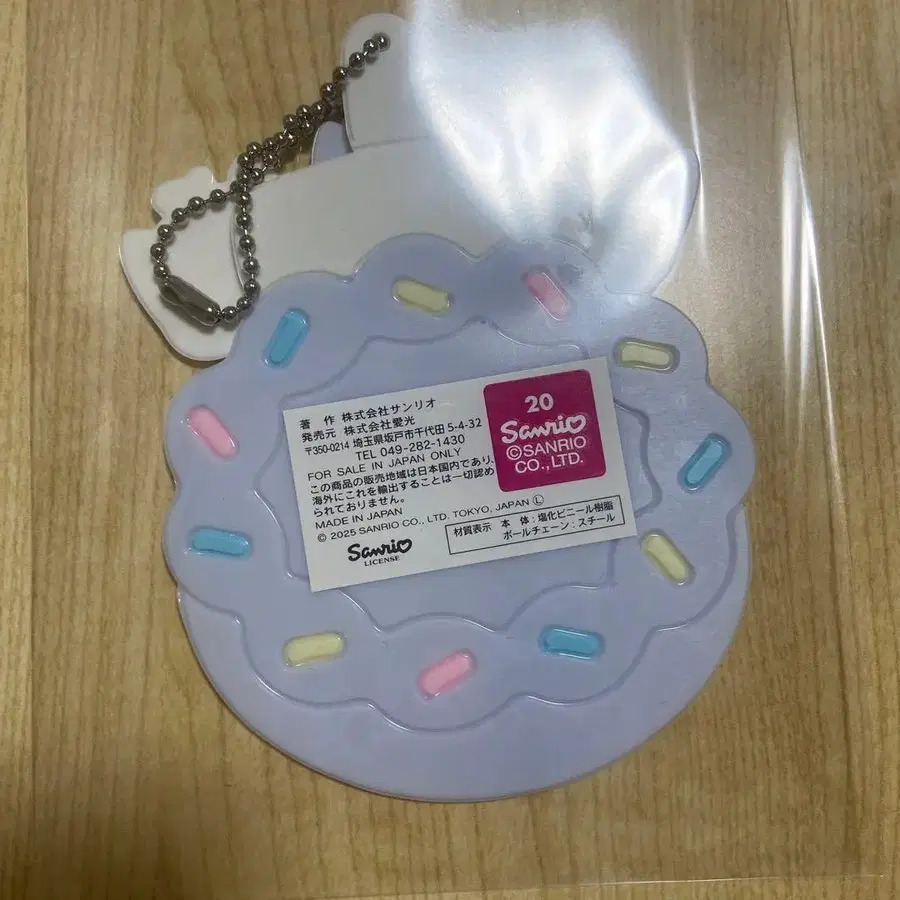 著 作 株式会社サンリオ
発売元 株式会社愛光
〒350-0214 埼玉県坂戸市千代田 5-4-32
TEL 049-282-1430
FOR SALE IN JAPAN ONLY
この商品の販売地域は日本国内であり、
海外にこれを輸出することは一切認め
られておりません。
MADE IN JAPAN
© 2025 SANRIO CO., LTD. TOKYO, JAPAN Ⓛ
Sanrio
LICENSE
材質表示 本 体：塩化ビニール樹脂
ボールチェーン：スチール
20
Sanrio
©SANRIO
CO., LTD.